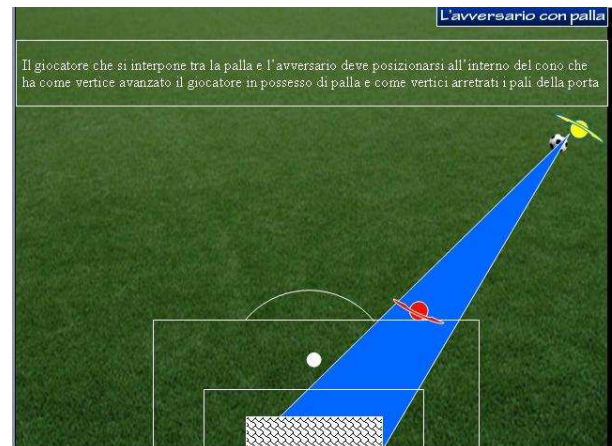 L'avversario con palla
Il giocatore che si interpone tra la palla e l'avversario deve posizionarsi all'interno del cono che
ha come vertice avanzato il giocatore in possesso di palla e come vertici arretrati i pali della porta